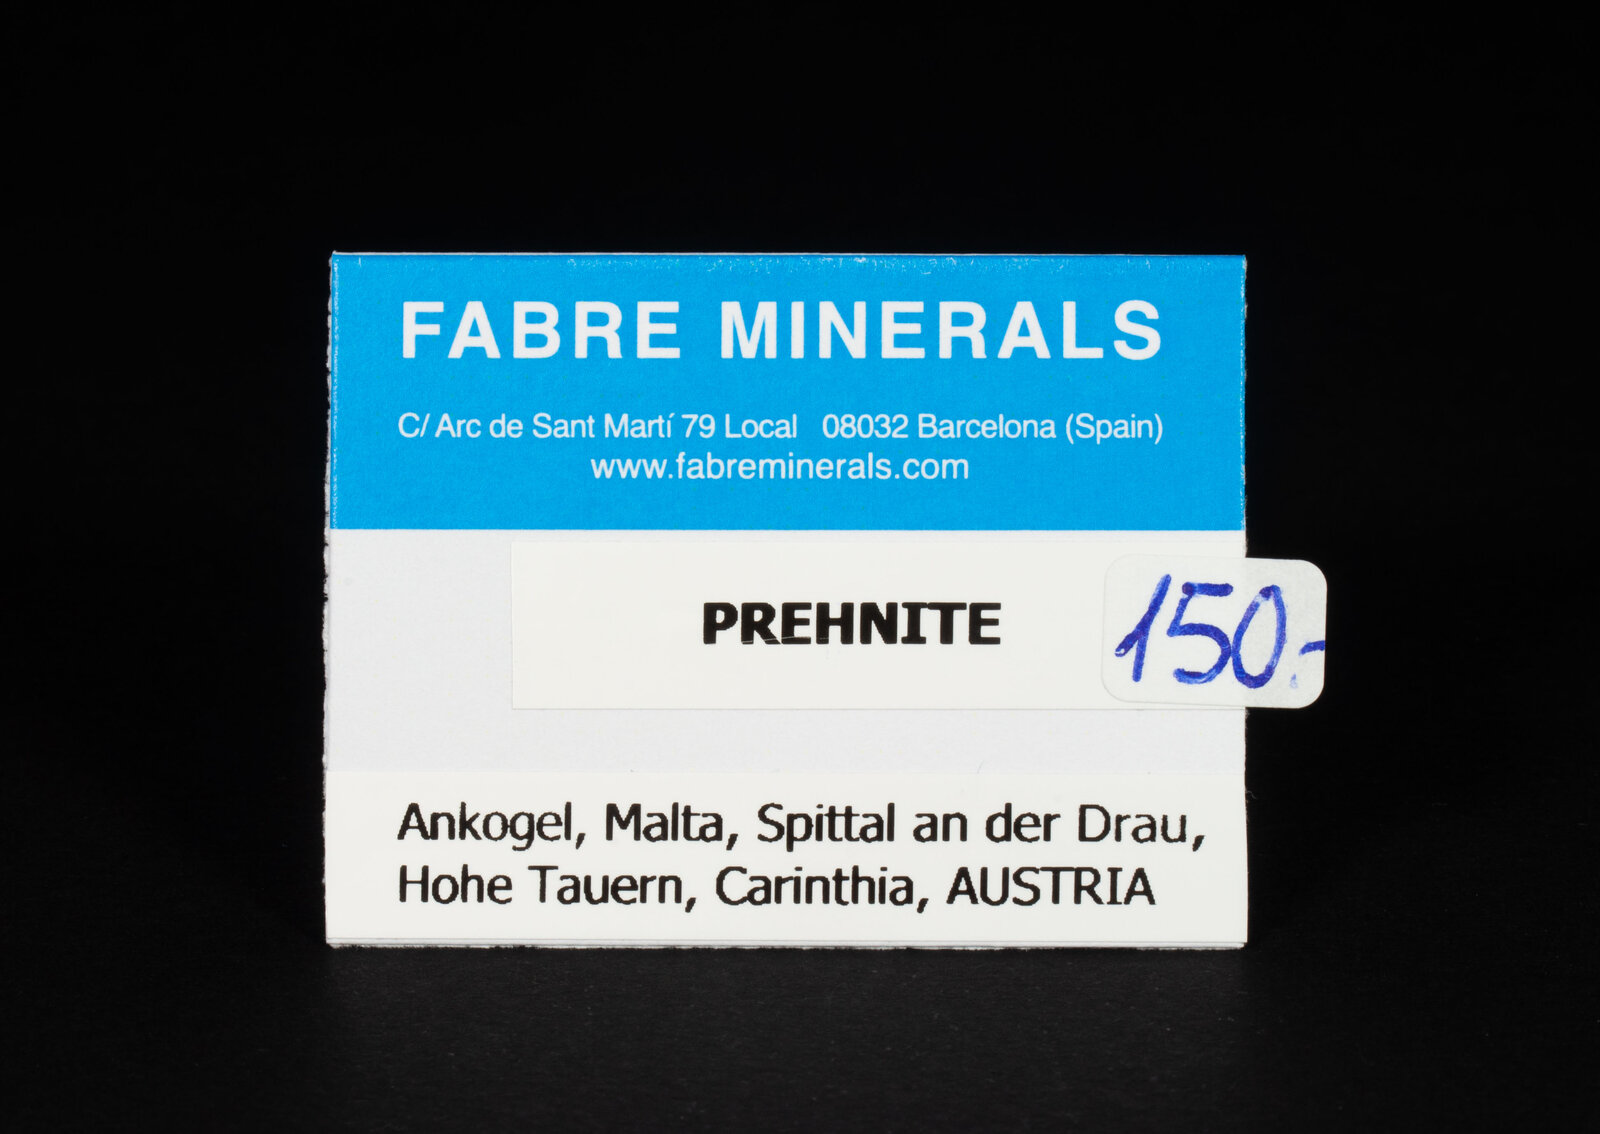 FABRE MINERALS
C/ Arc de Sant Martí 79 Local 08032 Barcelona (Spain)
www.fabreminerals.com
PREHNITE
150.-
Ankogel, Malta, Spittal an der Drau,
Hohe Tauern, Carinthia, AUSTRIA